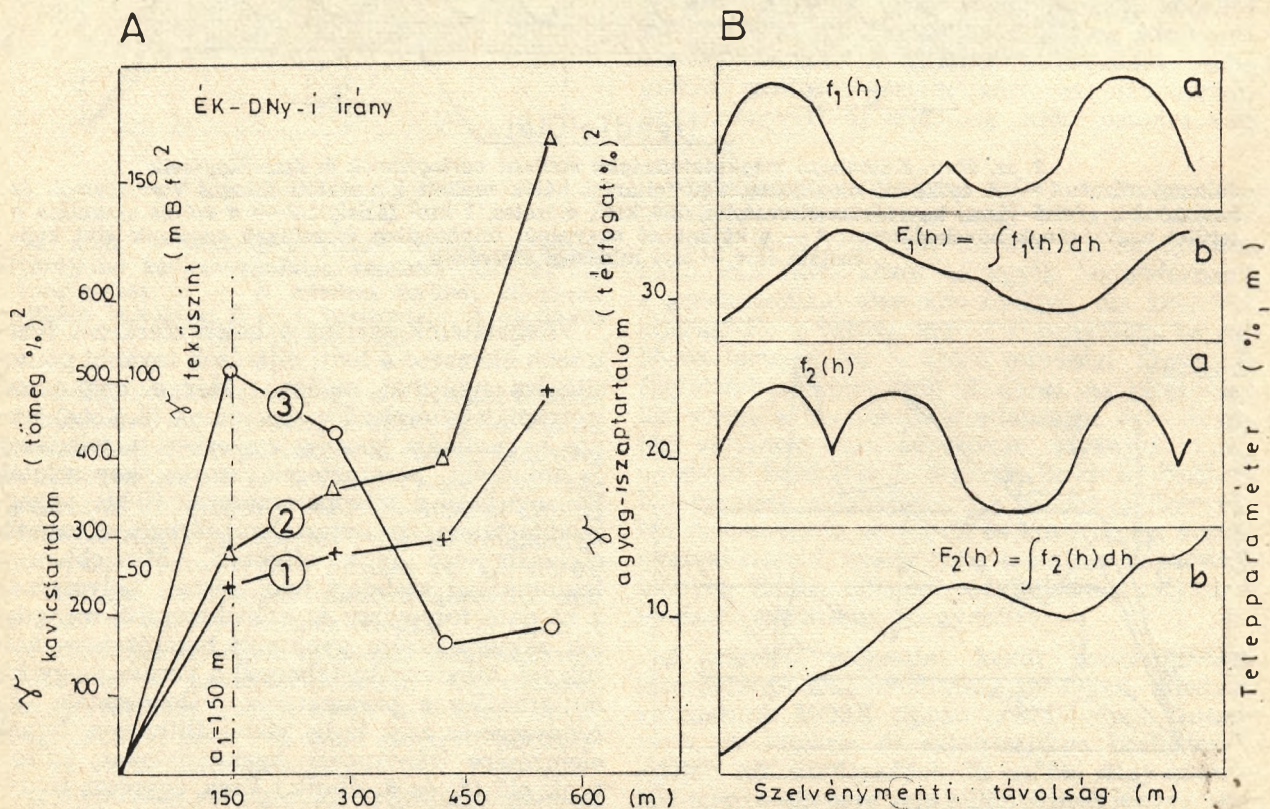 A
B
ÉK-DNy-i irány
γ kavicstartalom (tömeg %)²
γ feküszint (mBf)²
γ agyag-iszaptartalom (térfogat %)²
150
600
500
100
400
300
50
200
100
30
20
10
3
2
1
a₁=150 m
150
300
450
600
(m)
f₁(h)
a
F₁(h) = ∫ f₁(h) dh
b
f₂(h)
a
F₂(h) = ∫ f₂(h) dh
b
Telepparaméter (%, m)
Szelvénymenti távolság (m)